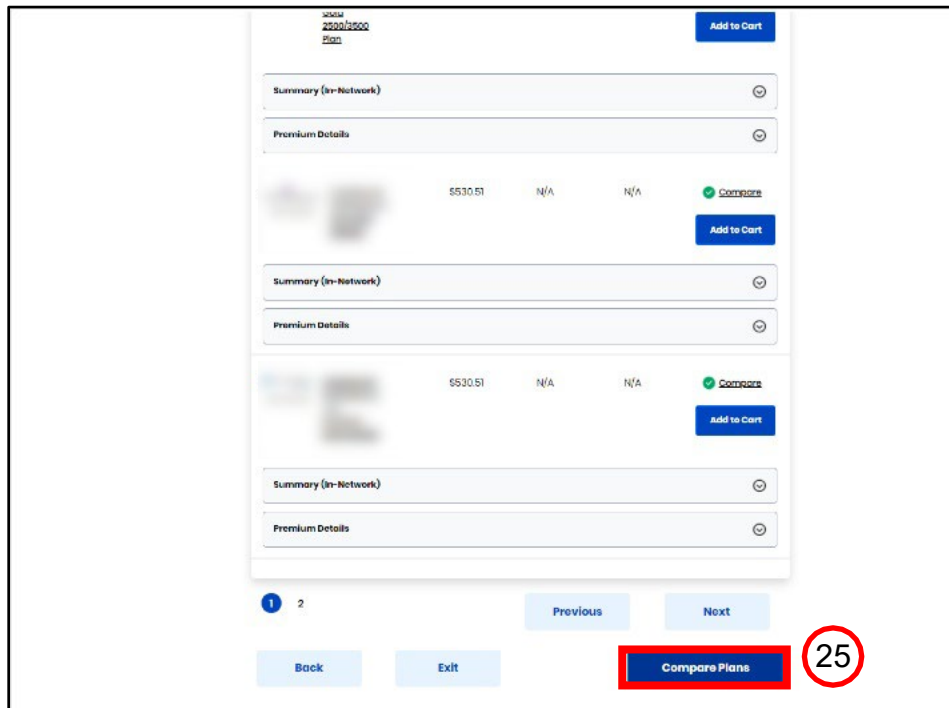 Gold
2500/3500
Plan
Add to Cart
Summary (In-Network)
Premium Details
$530.51 N/A N/A Compare
Add to Cart
Summary (In-Network)
Premium Details
$530.51 N/A N/A Compare
Add to Cart
Summary (In-Network)
Premium Details
1 2 Previous Next
Back Exit Compare Plans 25